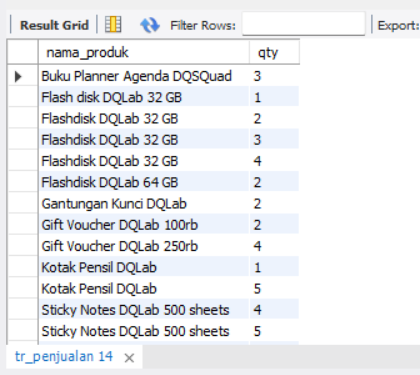 Result Grid Filter Rows: Export:
nama_produk qty
Buku Planner Agenda DQSQuad 3
Flash disk DQLab 32 GB 1
Flashdisk DQLab 32 GB 2
Flashdisk DQLab 32 GB 3
Flashdisk DQLab 32 GB 4
Flashdisk DQLab 64 GB 2
Gantungan Kunci DQLab 2
Gift Voucher DQLab 100rb 2
Gift Voucher DQLab 250rb 4
Kotak Pensil DQLab 1
Kotak Pensil DQLab 5
Sticky Notes DQLab 500 sheets 4
Sticky Notes DQLab 500 sheets 5
tr_penjualan 14